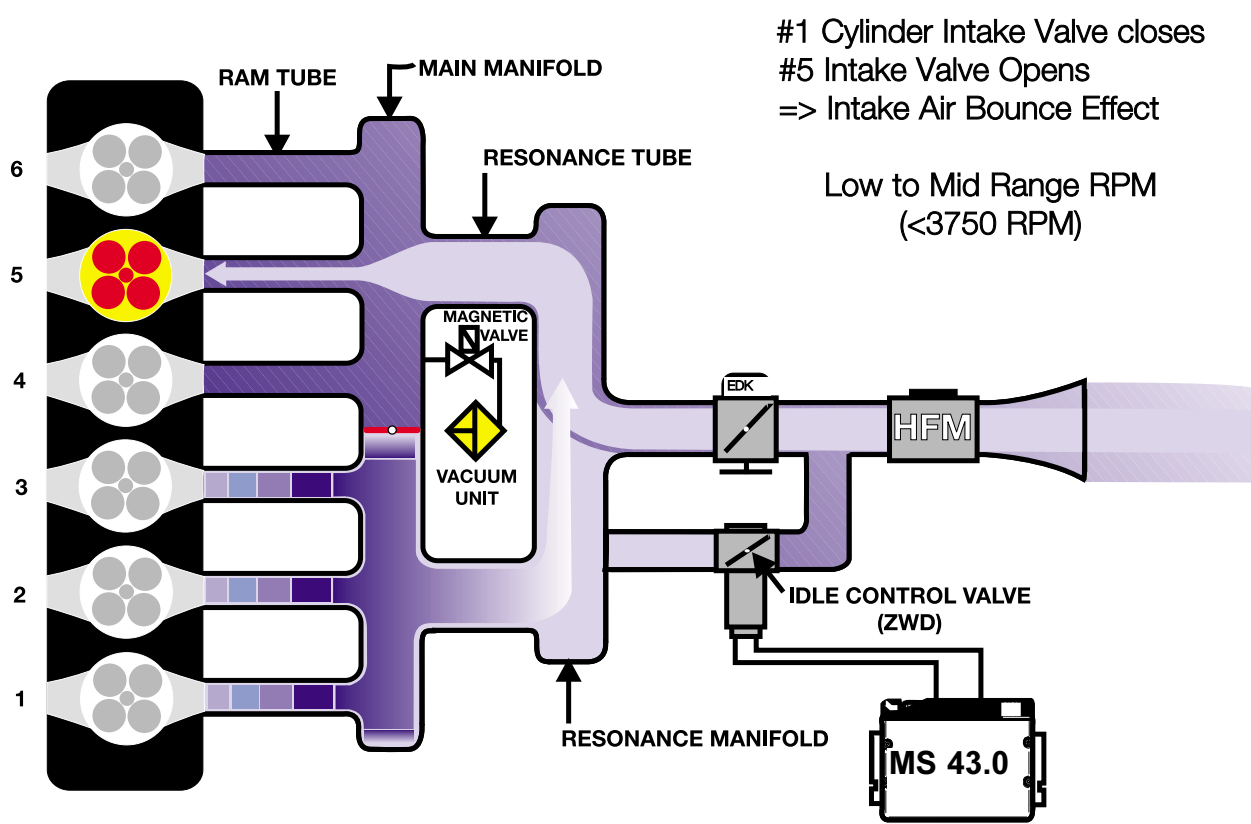 #1 Cylinder Intake Valve closes
#5 Intake Valve Opens
=> Intake Air Bounce Effect
Low to Mid Range RPM
(<3750 RPM)
RAM TUBE
MAIN MANIFOLD
RESONANCE TUBE
6
5
4
3
2
1
MAGNETIC
VALVE
VACUUM
UNIT
EDK
HFM
IDLE CONTROL VALVE
(ZWD)
RESONANCE MANIFOLD
MS 43.0